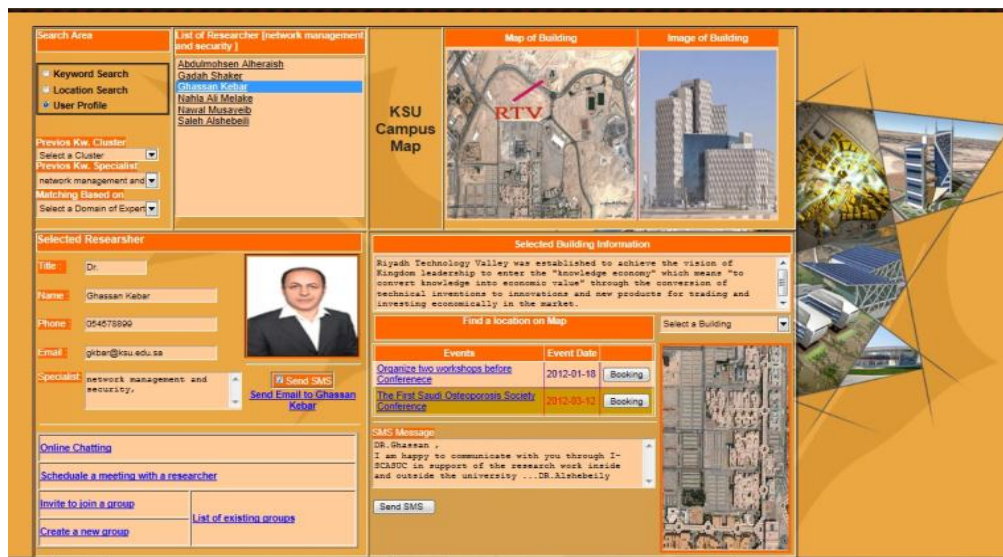 Search Area
List of Researcher [network management
and security ]
Keyword Search
Location Search
User Profile
Previos Kw. Cluster
Select a Cluster
Previos Kw. Specialist
network management and
Matching Based on
Select a Domain of Expert
Abdulmohsen Alheraish
Gadah Shaker
Ghassan Kebar
Nahla Ali Melake
Nawal Musayeib
Saleh Alshebeili
KSU
Campus
Map
Map of Building
Image of Building
A
RTV
Selected Researsher
Title :
Dr.
Name :
Ghassan Kebar
Phone :
054578899
Email :
gkbar@ksu.edu.sa
Specialist
network management and
security,
Send SMS
Send Email to Ghassan
Kebar
Online Chatting
Scheduale a meeting with a researcher
Invite to join a group
Create a new group
List of existing groups
Selected Building Information
Riyadh Technology Valley was established to achieve the vision of
Kingdom leadership to enter the "knowledge economy" which means "to
convert knowledge into economic value" through the conversion of
technical inventions to innovations and new products for trading and
investing economically in the market.
Find a location on Map
Select a Building
Events
Event Date
Organize two workshops before
Conferenece
2012-01-18
Booking
The First Saudi Osteoporosis Society
Conference
2012-03-12
Booking
SMS Message
DR.Ghassan ,
I am happy to communicate with you through I-
SCASUC in support of the research work inside
and outside the university ...DR.Alshebeily
Send SMS